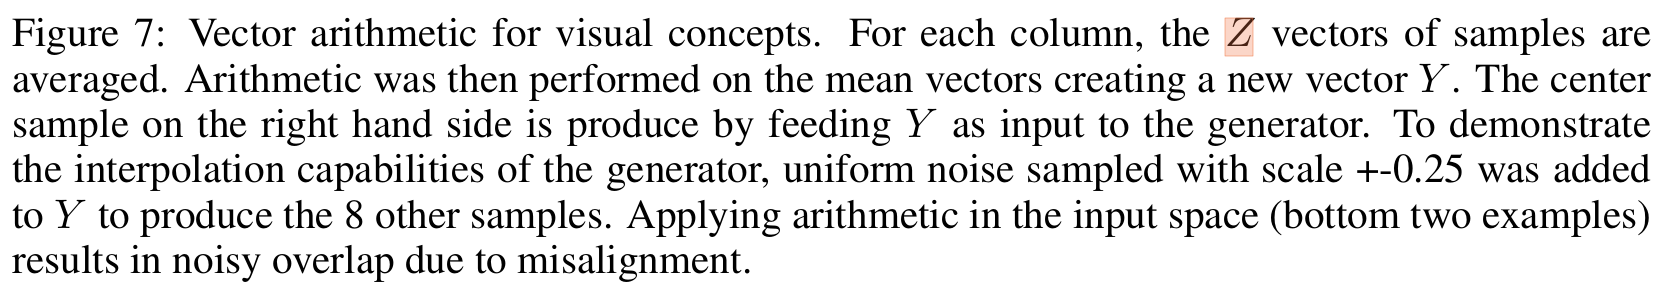 Figure 7: Vector arithmetic for visual concepts. For each column, the Z vectors of samples are
averaged. Arithmetic was then performed on the mean vectors creating a new vector Y. The center
sample on the right hand side is produce by feeding Y as input to the generator. To demonstrate
the interpolation capabilities of the generator, uniform noise sampled with scale +-0.25 was added
to Y to produce the 8 other samples. Applying arithmetic in the input space (bottom two examples)
results in noisy overlap due to misalignment.